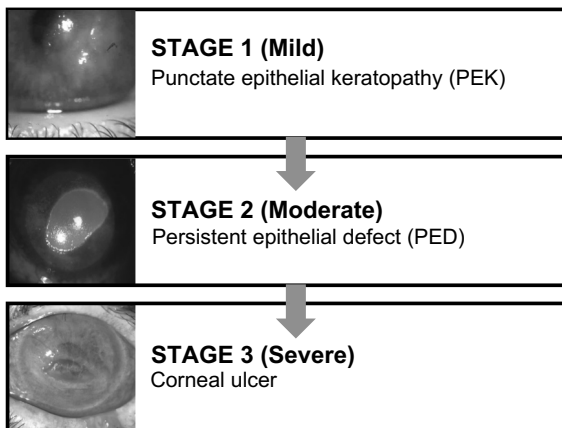 STAGE 1 (Mild)
Punctate epithelial keratopathy (PEK)
STAGE 2 (Moderate)
Persistent epithelial defect (PED)
STAGE 3 (Severe)
Corneal ulcer